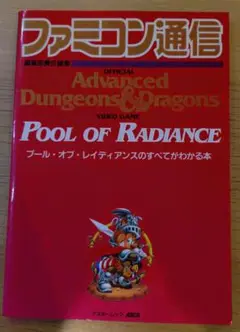 ファミコン通信
OFFICIAL
Advanced
Dungeons&Dragons
VIDEO GAME
POOL OF RADIANCE
プール・オブ・レイディアンスのすべてがわかる本